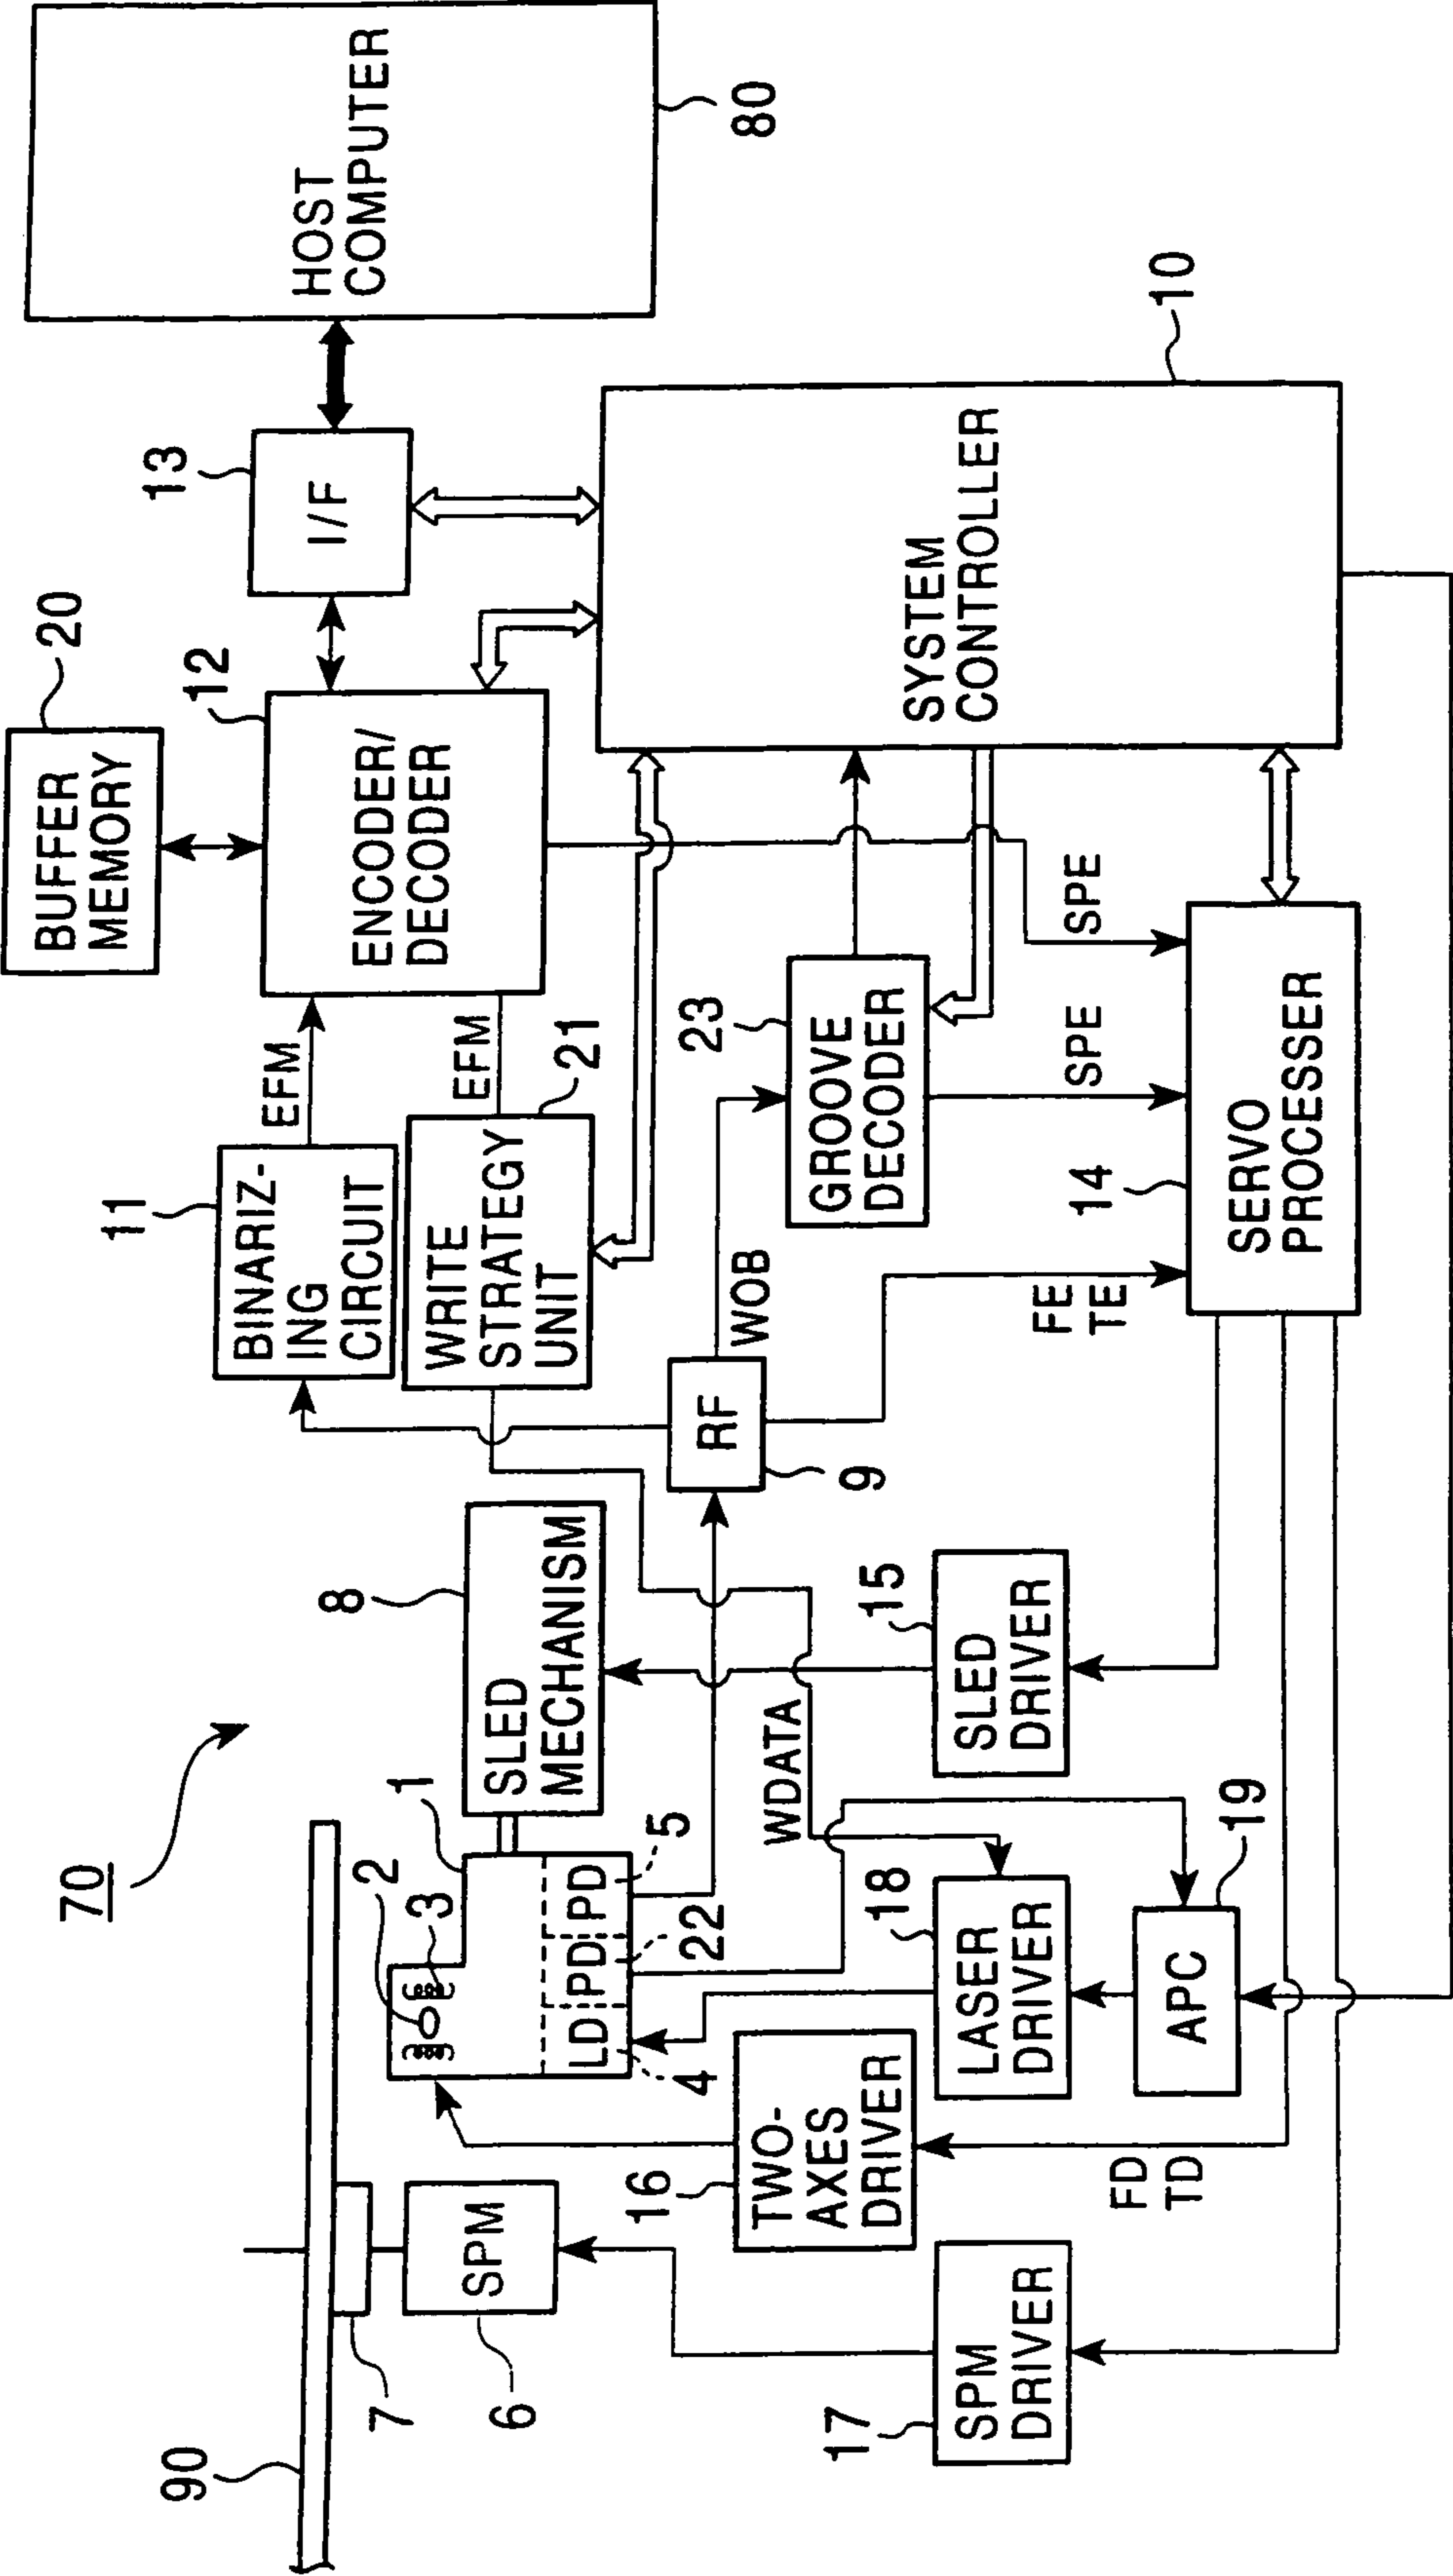 70
90
7
SPM
6
2
3
1
LD
PD
PD
4
22
5
SLED
MECHANISM
8
BINARIZ-
ING
CIRCUIT
11
EFM
WRITE
STRATEGY
UNIT
21
EFM
ENCODER/
DECODER
12
BUFFER
MEMORY
20
I/F
13
HOST
COMPUTER
80
TWO-
AXES
DRIVER
16
WDATA
RF
9
WOB
GROOVE
DECODER
23
SYSTEM
CONTROLLER
10
SPM
DRIVER
17
LASER
DRIVER
18
SLED
DRIVER
15
FE
TE
SPE
SPE
FD
TD
APC
19
SERVO
PROCESSER
14